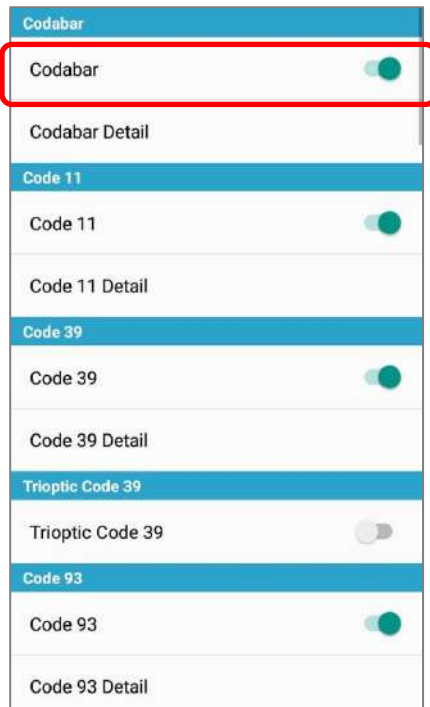 Codabar
Codabar
Codabar Detail
Code 11
Code 11
Code 11 Detail
Code 39
Code 39
Code 39 Detail
Trioptic Code 39
Trioptic Code 39
Code 93
Code 93
Code 93 Detail